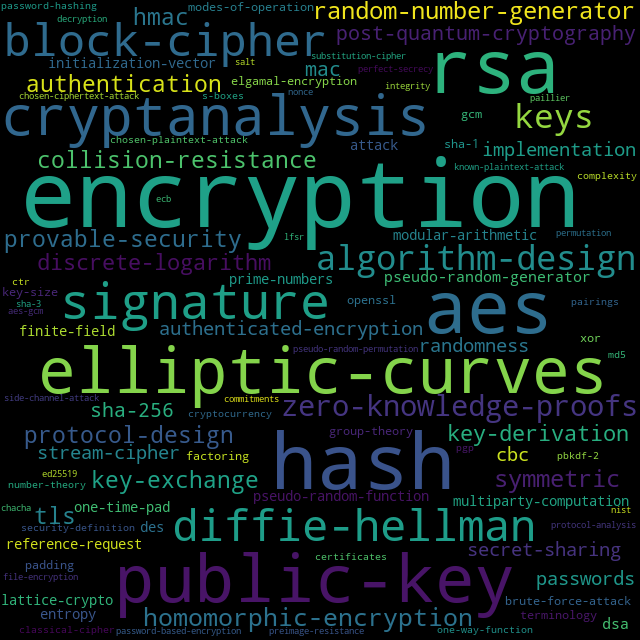 password-hashing
decryption
hmac
modes-of-operation
random-number-generator
block-cipher
post-quantum-cryptography
rsa
initialization-vector
mac
substitution-cipher
perfect-secrecy
authentication
salt
elgamal-encryption
integrity
chosen-ciphertext-attack
s-boxes
nonce
paillier
cryptanalysis
gcm
keys
chosen-plaintext-attack
attack
sha-1
implementation
collision-resistance
known-plaintext-attack
complexity
encryption
ecb
provable-security
lfsr
modular-arithmetic
permutation
discrete-logarithm
algorithm-design
ctr
key-size
sha-3
aes-gcm
signature
prime-numbers
pseudo-random-generator
openssl
aes
pairings
finite-field
authenticated-encryption
randomness
xor
pseudo-random-permutation
md5
elliptic-curves
side-channel-attack
commitments
sha-256
cryptocurrency
zero-knowledge-proofs
protocol-design
group-theory
key-derivation
stream-cipher
factoring
hash
pgp
cbc
pbkdf-2
ed25519
number-theory
key-exchange
symmetric
pseudo-random-function
multiparty-computation
chacha
one-time-pad
tls
nist
security-definition
des
diffie-hellman
protocol-analysis
reference-request
secret-sharing
padding
file-encryption
public-key
certificates
passwords
lattice-crypto
brute-force-attack
entropy
homomorphic-encryption
terminology
dsa
classical-cipher
password-based-encryption
preimage-resistance
one-way-function